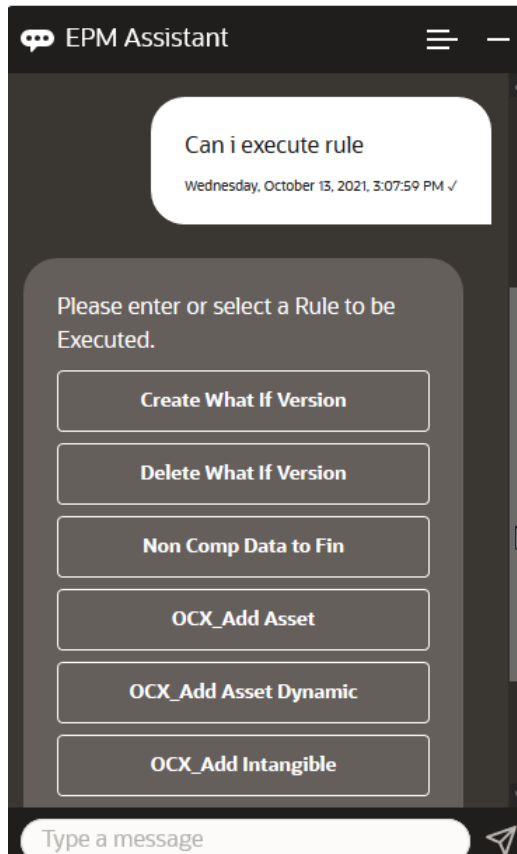 EPM Assistant
Can i execute rule
Wednesday, October 13, 2021, 3:07:59 PM ✓
Please enter or select a Rule to be
Executed.
Create What If Version
Delete What If Version
Non Comp Data to Fin
OCX_Add Asset
OCX_Add Asset Dynamic
OCX_Add Intangible
Type a message